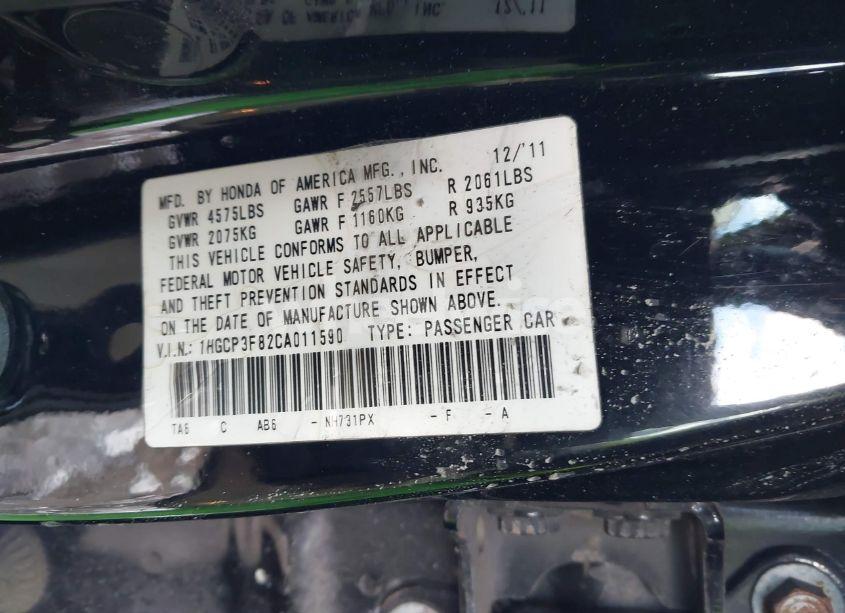 MFD. BY HONDA OF AMERICA MFG., INC. 12/'11
GVWR 4575LBS GAWR F 2557LBS R 2061LBS
GVWR 2075KG GAWR F 1160KG R 935KG
THIS VEHICLE CONFORMS TO ALL APPLICABLE
FEDERAL MOTOR VEHICLE SAFETY, BUMPER,
AND THEFT PREVENTION STANDARDS IN EFFECT
ON THE DATE OF MANUFACTURE SHOWN ABOVE.
V.I.N.: 1HGCP3F82CA011590 TYPE: PASSENGER CAR
TA6 C AB6 - NH731PX - F - A